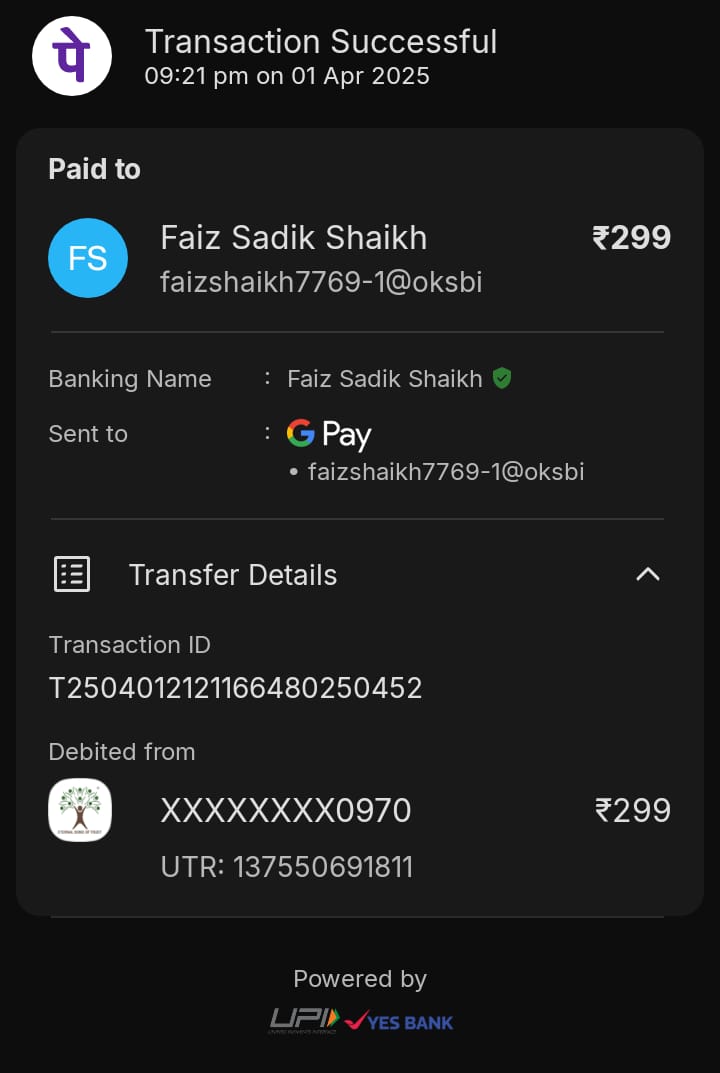 पे
Transaction Successful
09:21 pm on 01 Apr 2025
Paid to
FS
Faiz Sadik Shaikh
₹299
faizshaikh7769-1@oksbi
Banking Name : Faiz Sadik Shaikh
Sent to : G Pay
• faizshaikh7769-1@oksbi
Transfer Details
Transaction ID
T2504012121166480250452
Debited from
XXXXXXXX0970
₹299
UTR: 137550691811
Powered by
UPI
YES BANK